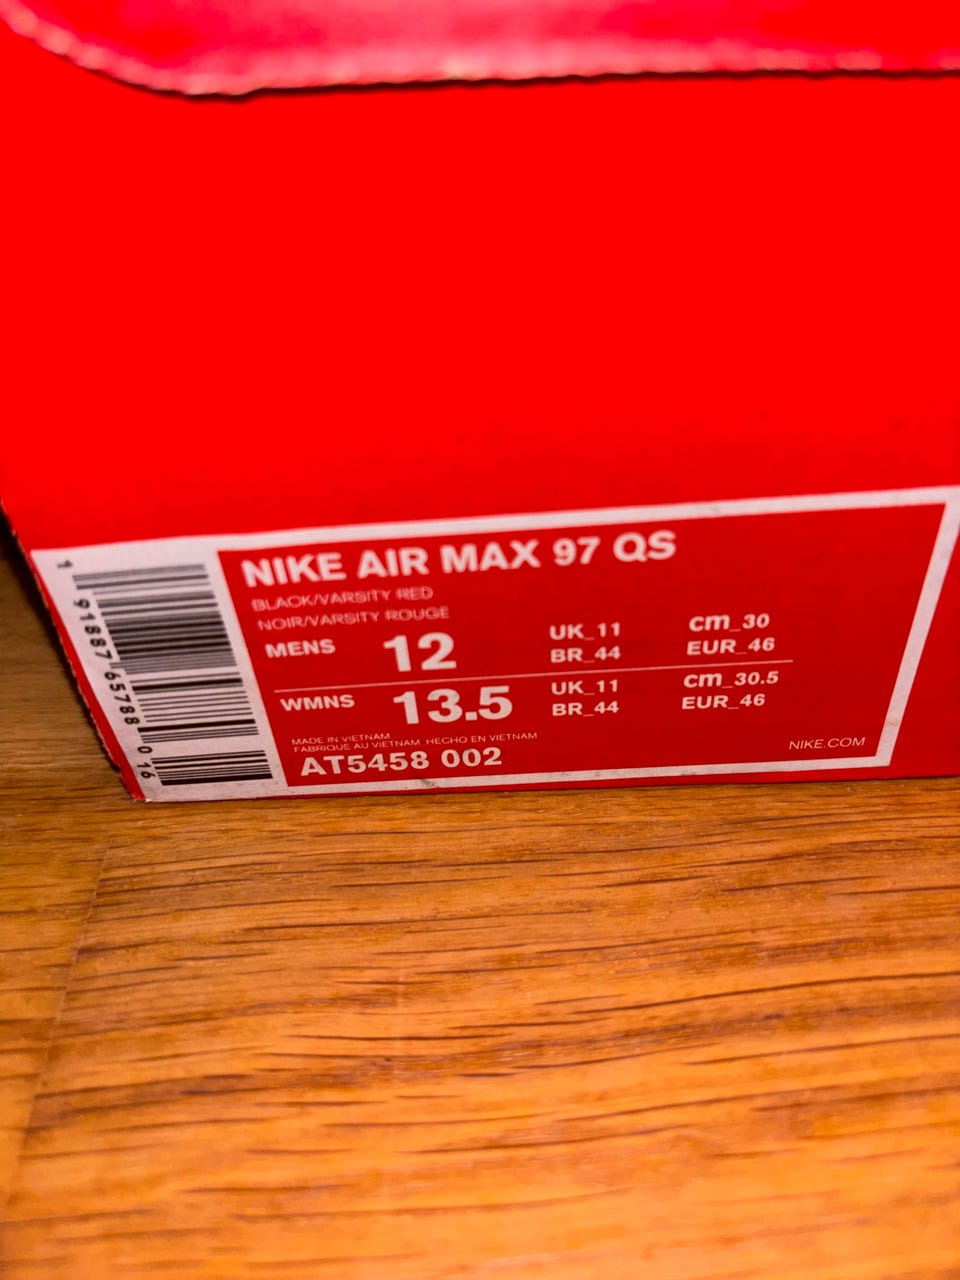 NIKE AIR MAX 97 QS
BLACK/VARSITY RED
NOIR/VARSITY ROUGE
MENS 12 UK_11 cm_30
BR_44 EUR_46
WMNS 13.5 UK_11 cm_30.5
BR_44 EUR_46
MADE IN VIETNAM
FABRIQUE AU VIETNAM HECHO EN VIETNAM
AT5458 002
NIKE.COM
1 91887 65788 0 16